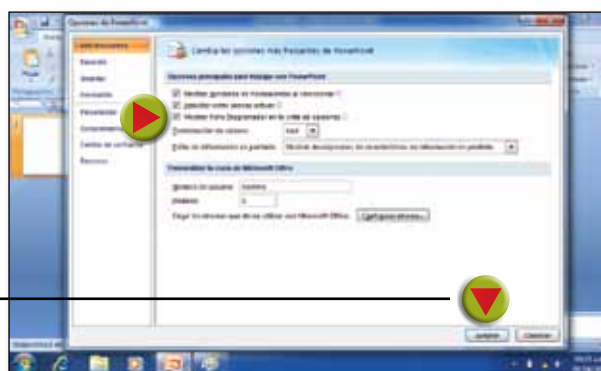 Opciones de PowerPoint
Más frecuentes
Revisión
Guardar
Avanzadas
Personalizar
Complementos
Centro de confianza
Recursos
Cambie las opciones más frecuentes de PowerPoint.
Opciones principales para trabajar con PowerPoint
Mostrar minibarra de herramientas al seleccionar
Habilitar vistas previas activas
Mostrar ficha Programador en la cinta de opciones
Combinación de colores: Azul
Estilo de información en pantalla: Mostrar descripciones de características en información en pantalla
Personalizar la copia de Microsoft Office
Nombre de usuario:
Iniciales:
Elegir los idiomas que desea utilizar con Microsoft Office: Configurar idioma...
Aceptar Cancelar